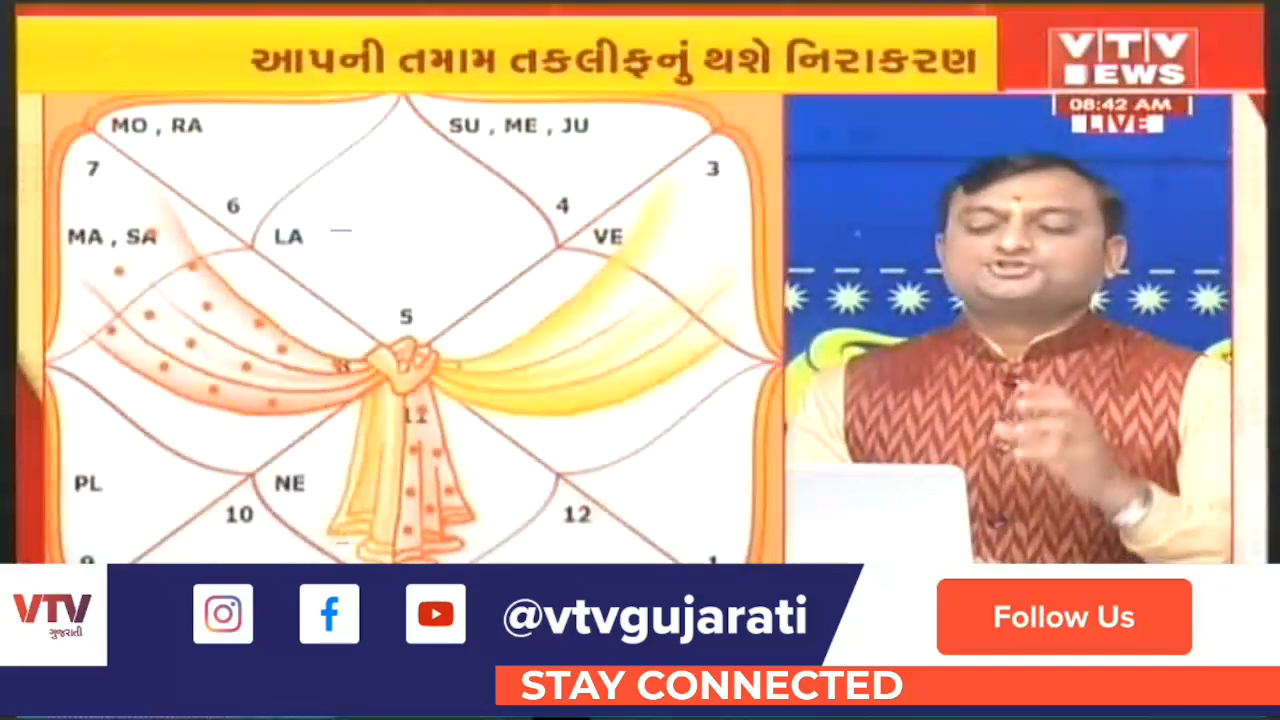 આપની તમામ તકલીફનું થશે નિરાકરણ
VTV
NEWS
08:42 AM
LIVE
MO , RA
SU , ME , JU
7
3
6
4
MA , SA
LA
VE
5
8
11
PL
NE
10
12
VTV
ગુજરાતી
@vtvgujarati
Follow Us
STAY CONNECTED